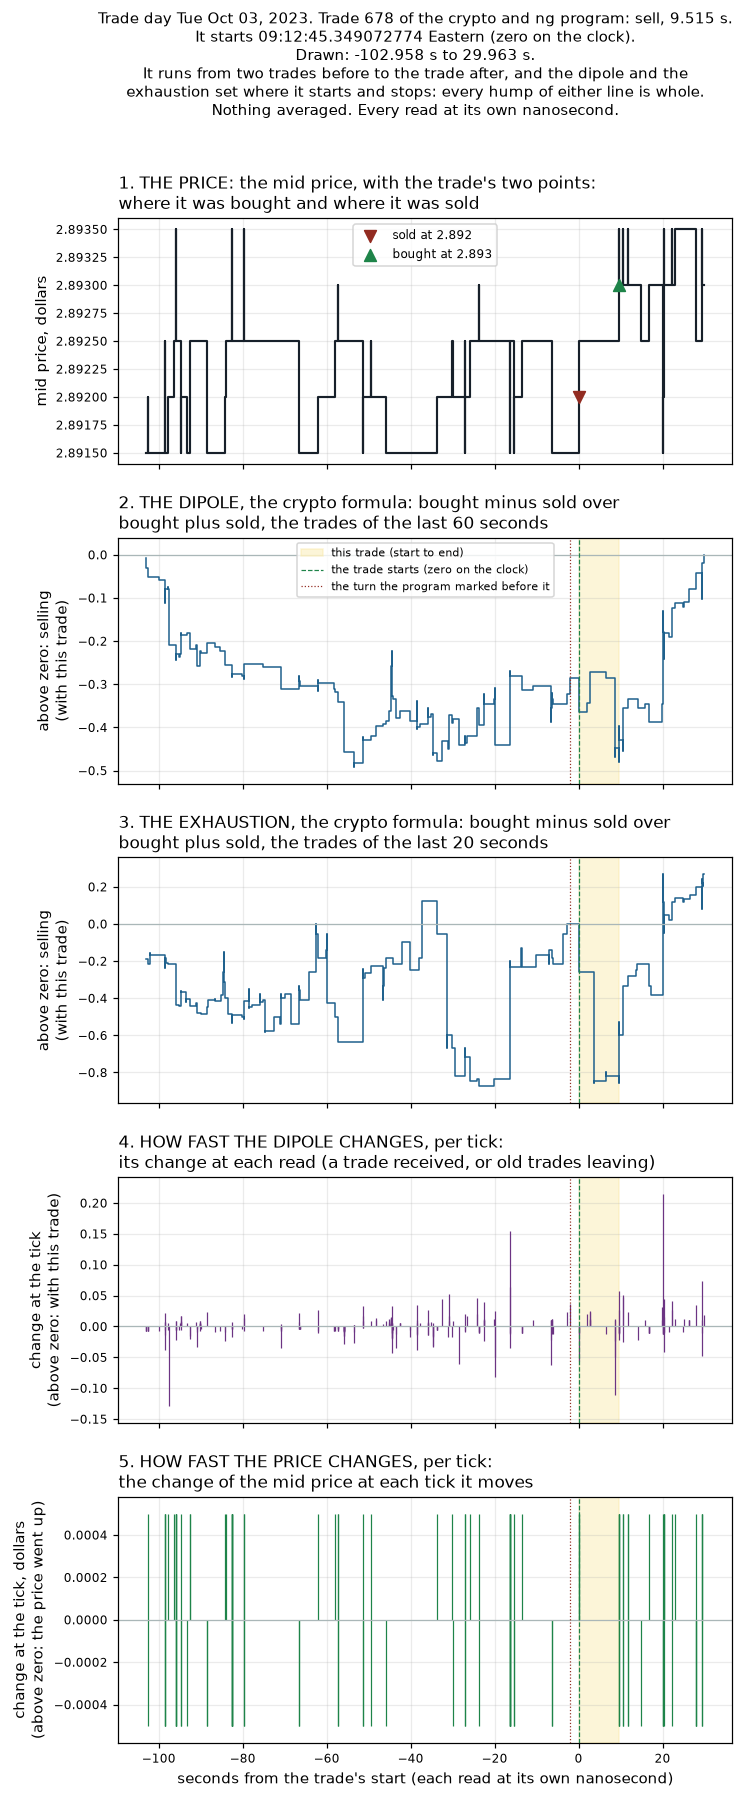 Trade day Tue Oct 03, 2023. Trade 678 of the crypto and ng program: sell, 9.515 s.
It starts 09:12:45.349072774 Eastern (zero on the clock).
Drawn: -102.958 s to 29.963 s.
It runs from two trades before to the trade after, and the dipole and the
exhaustion set where it starts and stops: every hump of either line is whole.
Nothing averaged. Every read at its own nanosecond.
1. THE PRICE: the mid price, with the trade's two points:
where it was bought and where it was sold
mid price, dollars
2.89350
2.89325
2.89300
2.89275
2.89250
2.89225
2.89200
2.89175
2.89150
sold at 2.892
bought at 2.893
2. THE DIPOLE, the crypto formula: bought minus sold over
bought plus sold, the trades of the last 60 seconds
above zero: selling
(with this trade)
0.0
−0.1
−0.2
−0.3
−0.4
−0.5
this trade (start to end)
the trade starts (zero on the clock)
the turn the program marked before it
3. THE EXHAUSTION, the crypto formula: bought minus sold over
bought plus sold, the trades of the last 20 seconds
above zero: selling
(with this trade)
0.2
0.0
−0.2
−0.4
−0.6
−0.8
4. HOW FAST THE DIPOLE CHANGES, per tick:
its change at each read (a trade received, or old trades leaving)
change at the tick
(above zero: with this trade)
0.20
0.15
0.10
0.05
0.00
−0.05
−0.10
−0.15
5. HOW FAST THE PRICE CHANGES, per tick:
the change of the mid price at each tick it moves
change at the tick, dollars
(above zero: the price went up)
0.0004
0.0002
0.0000
−0.0002
−0.0004
−100
−80
−60
−40
−20
0
20
seconds from the trade's start (each read at its own nanosecond)